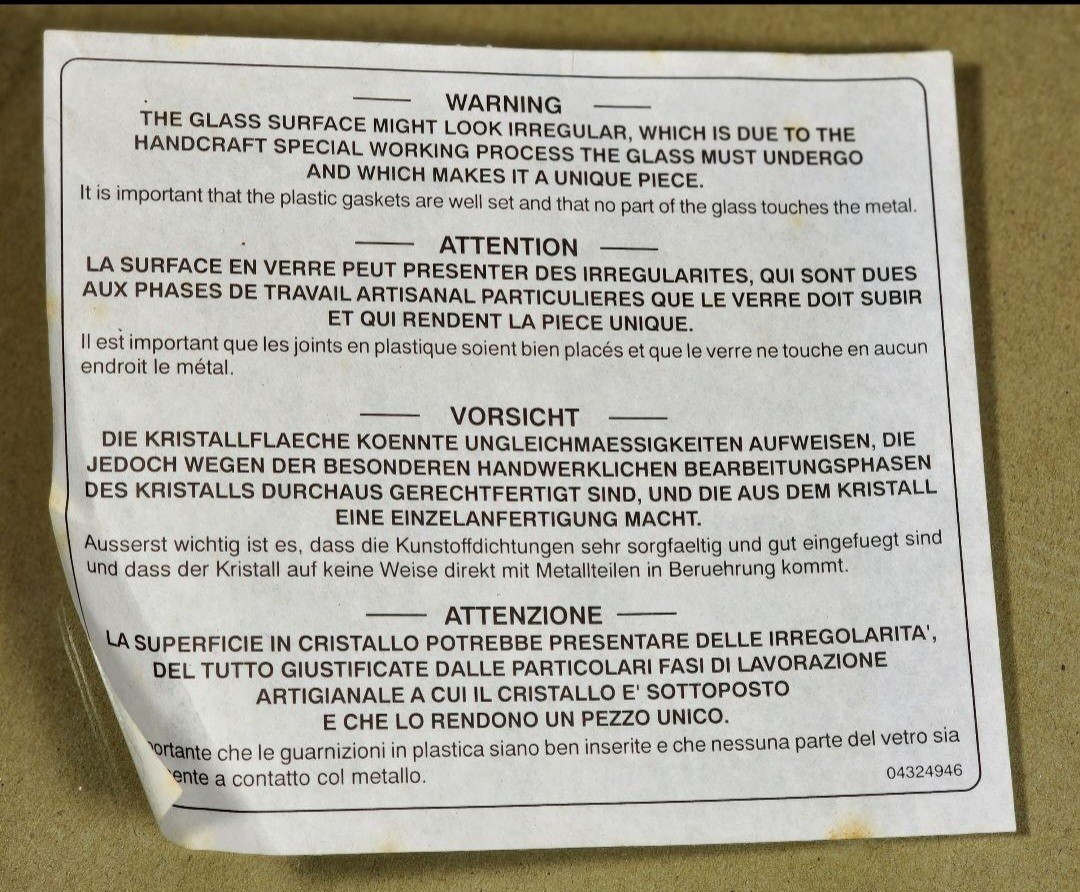 WARNING
THE GLASS SURFACE MIGHT LOOK IRREGULAR, WHICH IS DUE TO THE
HANDCRAFT SPECIAL WORKING PROCESS THE GLASS MUST UNDERGO
AND WHICH MAKES IT A UNIQUE PIECE.
It is important that the plastic gaskets are well set and that no part of the glass touches the metal.
ATTENTION
LA SURFACE EN VERRE PEUT PRESENTER DES IRREGULARITES, QUI SONT DUES
AUX PHASES DE TRAVAIL ARTISANAL PARTICULIERES QUE LE VERRE DOIT SUBIR
ET QUI RENDENT LA PIECE UNIQUE.
Il est important que les joints en plastique soient bien placés et que le verre ne touche en aucun
endroit le métal.
VORSICHT
DIE KRISTALLFLAECHE KOENNTE UNGLEICHMAESSIGKEITEN AUFWEISEN, DIE
JEDOCH WEGEN DER BESONDEREN HANDWERKLICHEN BEARBEITUNGSPHASEN
DES KRISTALLS DURCHAUS GERECHTFERTIGT SIND, UND DIE AUS DEM KRISTALL
EINE EINZELANFERTIGUNG MACHT.
Ausserst wichtig ist es, dass die Kunstoffdichtungen sehr sorgfaeltig und gut eingefuegt sind
und dass der Kristall auf keine Weise direkt mit Metallteilen in Beruehrung kommt.
ATTENZIONE
LA SUPERFICIE IN CRISTALLO POTREBBE PRESENTARE DELLE IRREGOLARITA',
DEL TUTTO GIUSTIFICATE DALLE PARTICOLARI FASI DI LAVORAZIONE
ARTIGIANALE A CUI IL CRISTALLO E' SOTTOPOSTO
E CHE LO RENDONO UN PEZZO UNICO.
ortante che le guarnizioni in plastica siano ben inserite e che nessuna parte del vetro sia
ente a contatto col metallo.
04324946